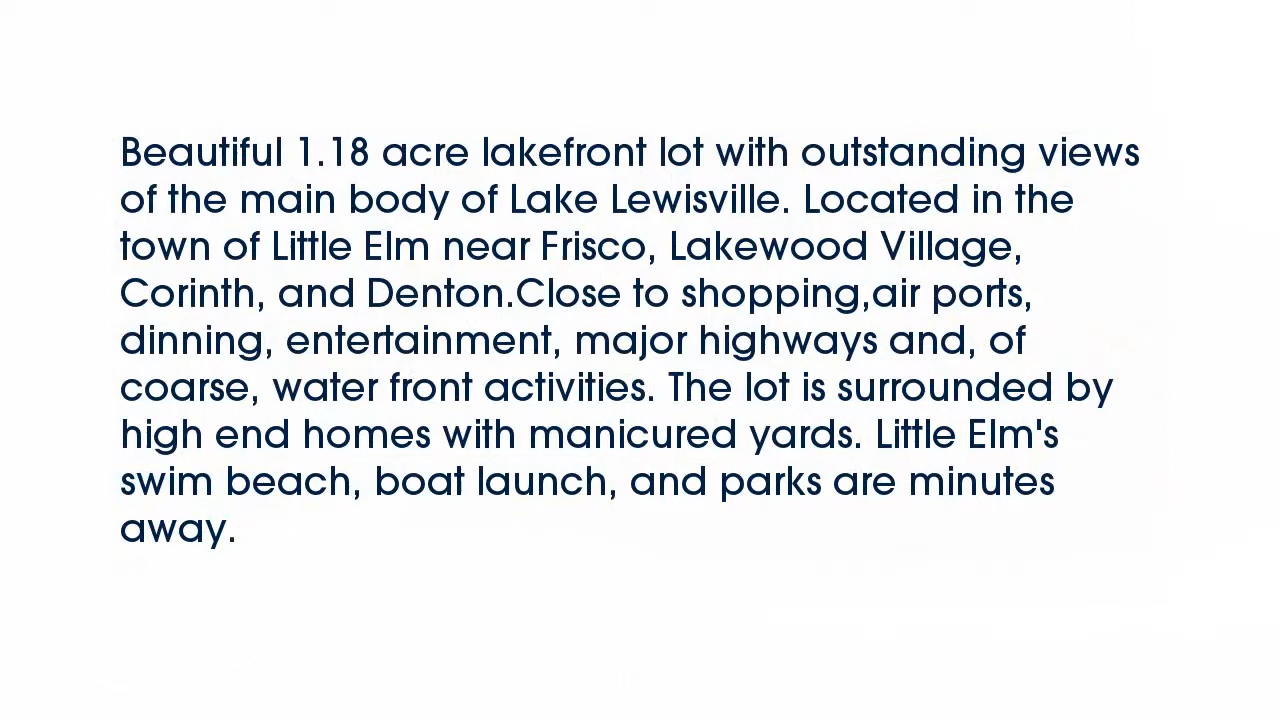 Beautiful 1.18 acre lakefront lot with outstanding views
of the main body of Lake Lewisville. Located in the
town of Little Elm near Frisco, Lakewood Village,
Corinth, and Denton.Close to shopping,air ports,
dinning, entertainment, major highways and, of
coarse, water front activities. The lot is surrounded by
high end homes with manicured yards. Little Elm's
swim beach, boat launch, and parks are minutes
away.